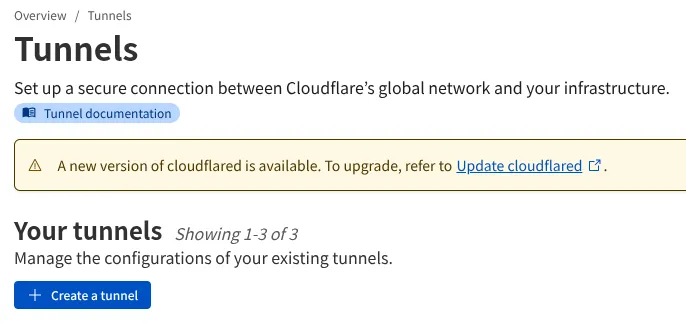 Overview / Tunnels
Tunnels
Set up a secure connection between Cloudflare’s global network and your infrastructure.
Tunnel documentation
A new version of cloudflared is available. To upgrade, refer to Update cloudflared.
Your tunnels Showing 1-3 of 3
Manage the configurations of your existing tunnels.
+ Create a tunnel